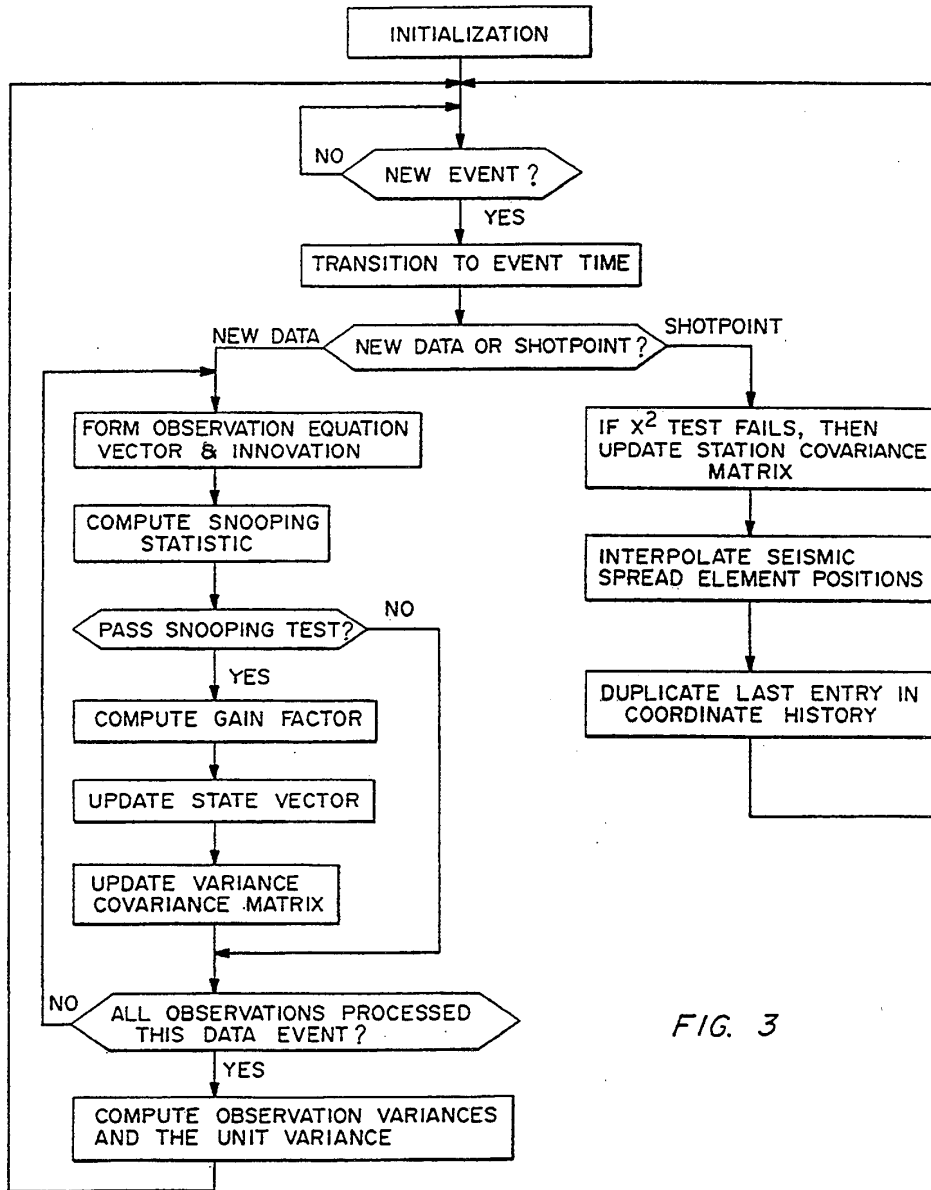 INITIALIZATION
NO
NEW EVENT?
YES
TRANSITION TO EVENT TIME
NEW DATA
NEW DATA OR SHOTPOINT?
SHOTPOINT
FORM OBSERVATION EQUATION
VECTOR & INNOVATION
COMPUTE SNOOPING
STATISTIC
PASS SNOOPING TEST?
NO
YES
COMPUTE GAIN FACTOR
UPDATE STATE VECTOR
UPDATE VARIANCE
COVARIANCE MATRIX
NO
ALL OBSERVATIONS PROCESSED
THIS DATA EVENT?
YES
COMPUTE OBSERVATION VARIANCES
AND THE UNIT VARIANCE
IF X² TEST FAILS, THEN
UPDATE STATION COVARIANCE
MATRIX
INTERPOLATE SEISMIC
SPREAD ELEMENT POSITIONS
DUPLICATE LAST ENTRY IN
COORDINATE HISTORY
FIG. 3